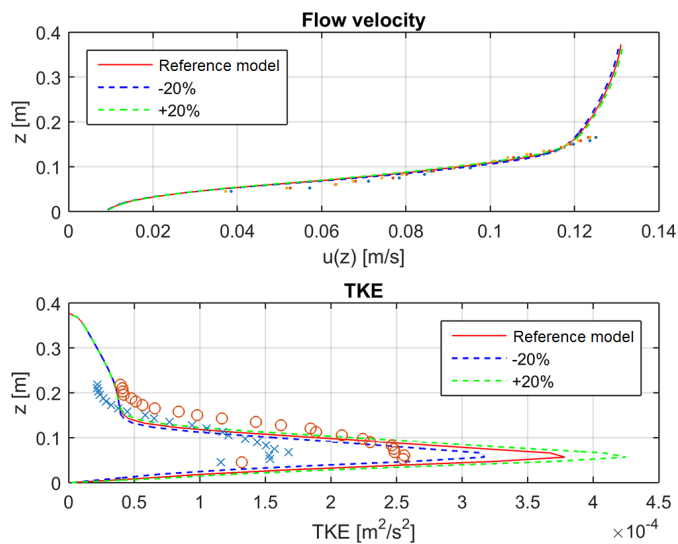 Flow velocity
0.4
0.3
0.2
0.1
0
z [m]
Reference model
-20%
+20%
0 0.02 0.04 0.06 0.08 0.1 0.12 0.14
u(z) [m/s]
TKE
0.4
0.3
0.2
0.1
0
z [m]
Reference model
-20%
+20%
0 0.5 1 1.5 2 2.5 3 3.5 4 4.5
TKE [m²/s²]
×10⁻⁴